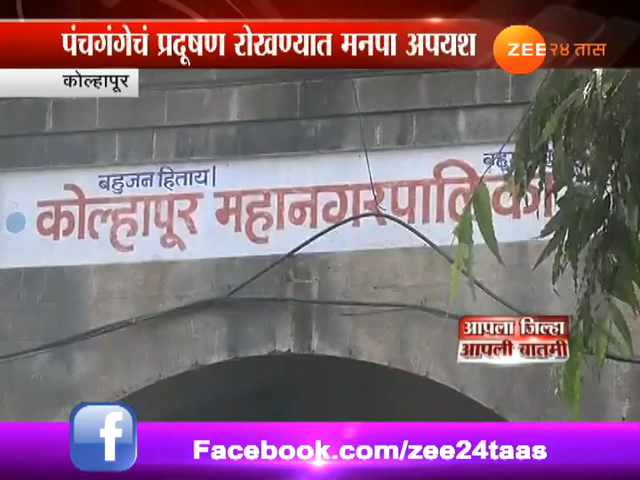 पंचगंगेचं प्रदूषण रोखण्यात मनपा अपयश
ZEE २४ तास
कोल्हापूर
बहुजन हिताय।
कोल्हापूर महानगरपालिका
आपला जिल्हा
आपली बातमी
f
Facebook.com/zee24taas